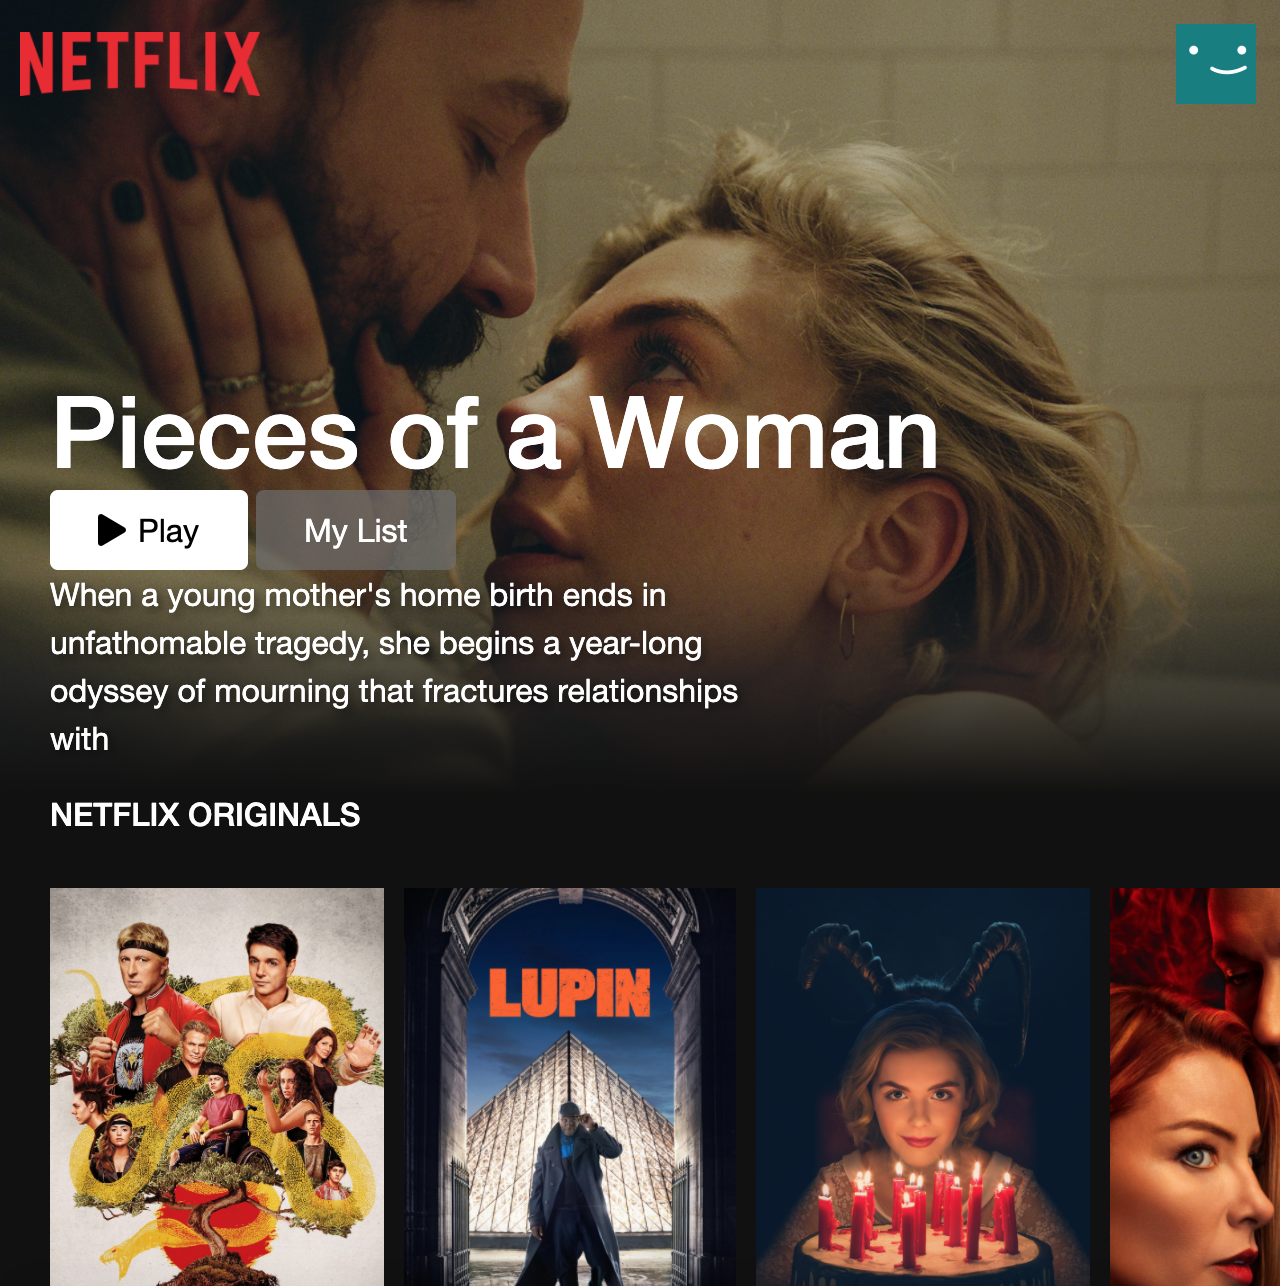 NETFLIX
Pieces of a Woman
Play
My List
When a young mother's home birth ends in
unfathomable tragedy, she begins a year-long
odyssey of mourning that fractures relationships
with
NETFLIX ORIGINALS
LUPIN